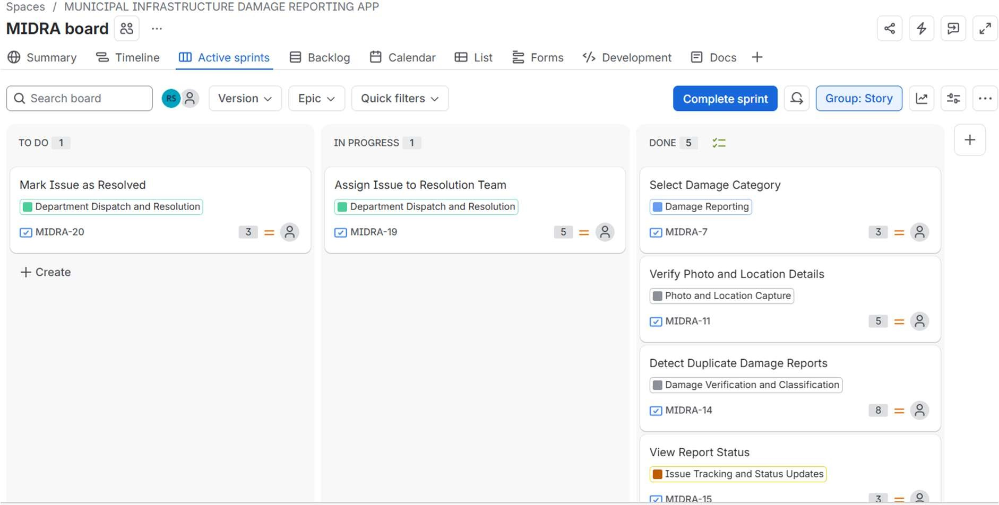 Spaces / MUNICIPAL INFRASTRUCTURE DAMAGE REPORTING APP
MIDRA board
Summary Timeline Active sprints Backlog Calendar List Forms Development Docs
Search board RS Version Epic Quick filters Complete sprint Group: Story
TO DO 1
Mark Issue as Resolved
Department Dispatch and Resolution
MIDRA-20 3
Create
IN PROGRESS 1
Assign Issue to Resolution Team
Department Dispatch and Resolution
MIDRA-19 5
DONE 5
Select Damage Category
Damage Reporting
MIDRA-7 3
Verify Photo and Location Details
Photo and Location Capture
MIDRA-11 5
Detect Duplicate Damage Reports
Damage Verification and Classification
MIDRA-14 8
View Report Status
Issue Tracking and Status Updates
MIDRA-15 3